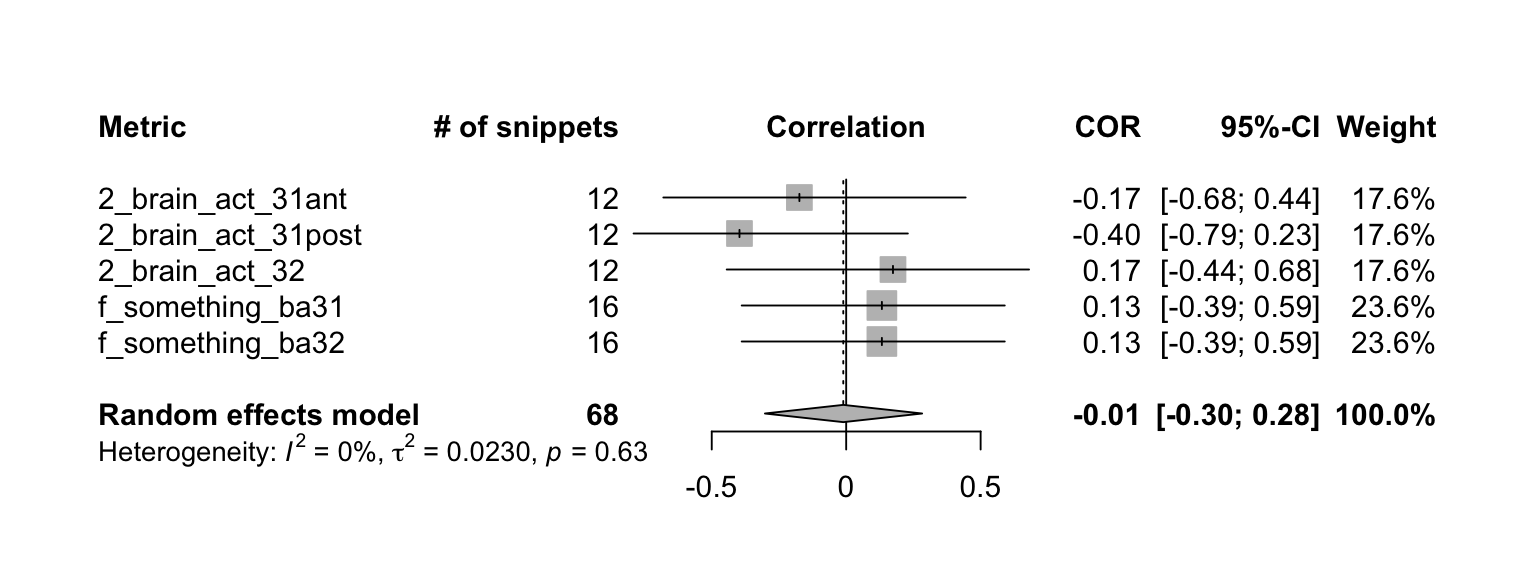 Metric # of snippets Correlation COR 95%-CI Weight
2_brain_act_31ant 12 -0.17 [-0.68; 0.44] 17.6%
2_brain_act_31post 12 -0.40 [-0.79; 0.23] 17.6%
2_brain_act_32 12 0.17 [-0.44; 0.68] 17.6%
f_something_ba31 16 0.13 [-0.39; 0.59] 23.6%
f_something_ba32 16 0.13 [-0.39; 0.59] 23.6%
Random effects model 68 -0.01 [-0.30; 0.28] 100.0%
Heterogeneity: I² = 0%, τ² = 0.0230, p = 0.63
-0.5 0 0.5